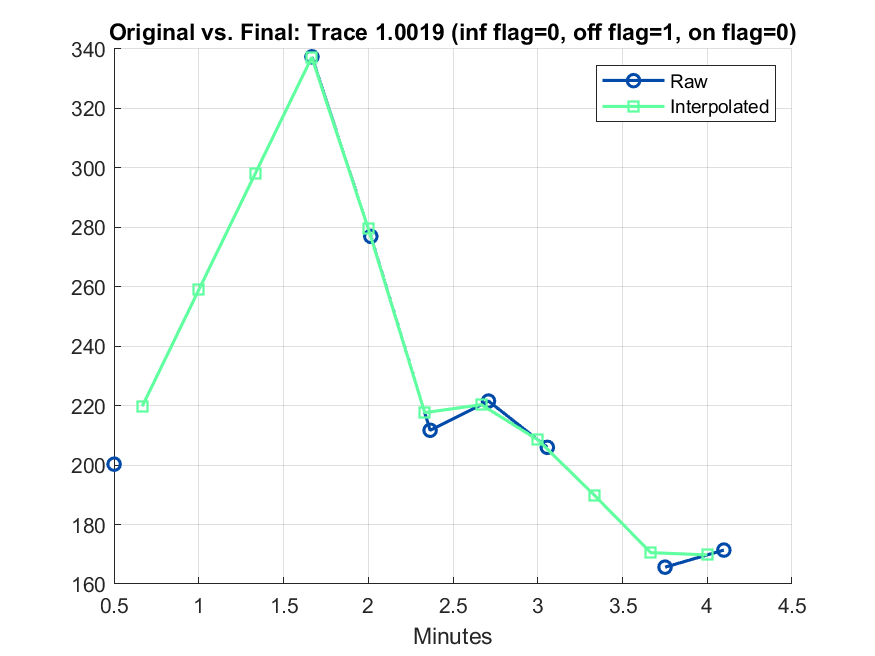 Original vs. Final: Trace 1.0019 (inf flag=0, off flag=1, on flag=0)
Raw
Interpolated
340
320
300
280
260
240
220
200
180
160
0.5 1 1.5 2 2.5 3 3.5 4 4.5
Minutes